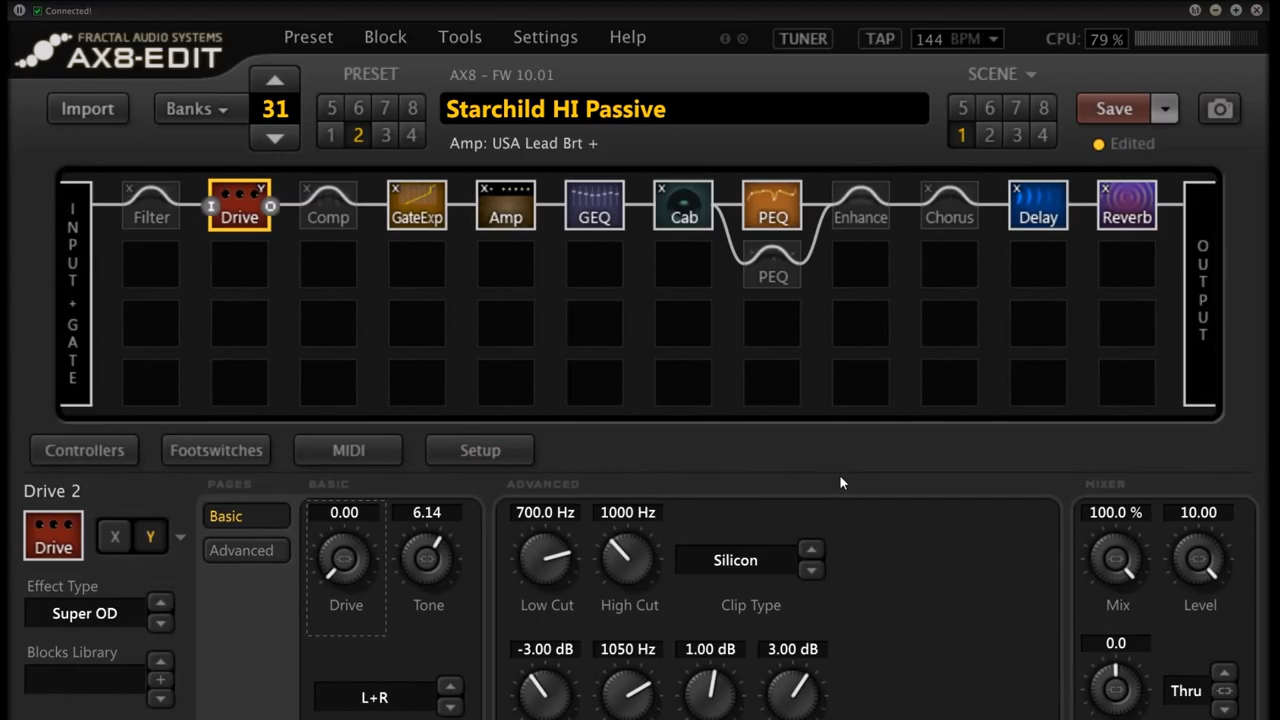 Connected!
FRACTAL AUDIO SYSTEMS
AX8-EDIT
Preset Block Tools Settings Help
TUNER TAP 144 BPM CPU: 79 %
Import Banks 31
PRESET
5 6 7 8
1 2 3 4
AX8 - FW 10.01
Starchild HI Passive
Amp: USA Lead Brt +
SCENE
5 6 7 8
1 2 3 4
Save
Edited
INPUT + GATE
X Filter
Y I Drive O
X Comp
X GateExp
X Amp
GEQ
X Cab
PEQ
X Enhance
X Chorus
X Delay
X Reverb
PEQ
OUTPUT
Controllers Footswitches MIDI Setup
Drive 2
Drive
X Y
Effect Type
Super OD
Blocks Library
PAGES
Basic
Advanced
BASIC
0.00 6.14
Drive Tone
L+R
ADVANCED
700.0 Hz 1000 Hz
Silicon
Low Cut High Cut Clip Type
-3.00 dB 1050 Hz 1.00 dB 3.00 dB
MIXER
100.0 % 10.00
Mix Level
0.0
Thru